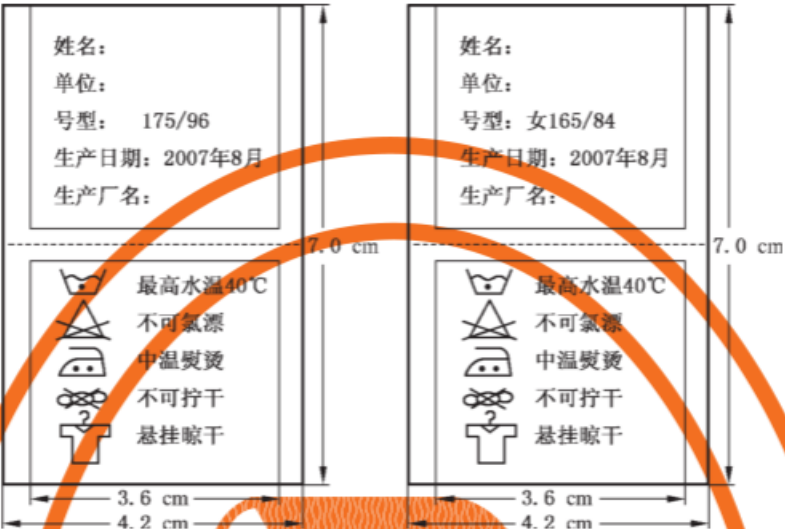 姓名：
单位：
号型： 175/96
生产日期：2007年8月
生产厂名：
7.0 cm
最高水温40℃
不可氯漂
中温熨烫
不可拧干
?
悬挂晾干
3.6 cm
4.2 cm
姓名：
单位：
号型：女165/84
生产日期：2007年8月
生产厂名：
7.0 cm
最高水温40℃
不可氯漂
中温熨烫
不可拧干
?
悬挂晾干
3.6 cm
4.2 cm